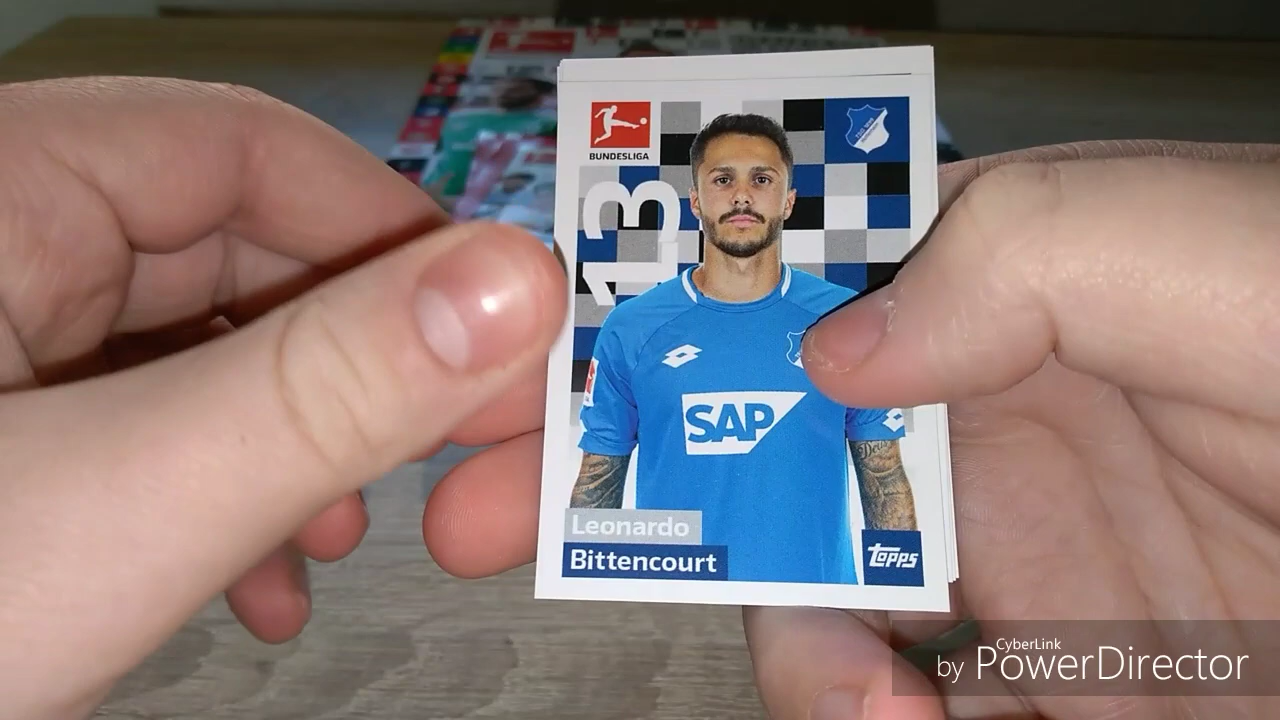 BUNDESLIGA
13
SAP
Leonardo
Bittencourt
topps
CyberLink
by PowerDirector